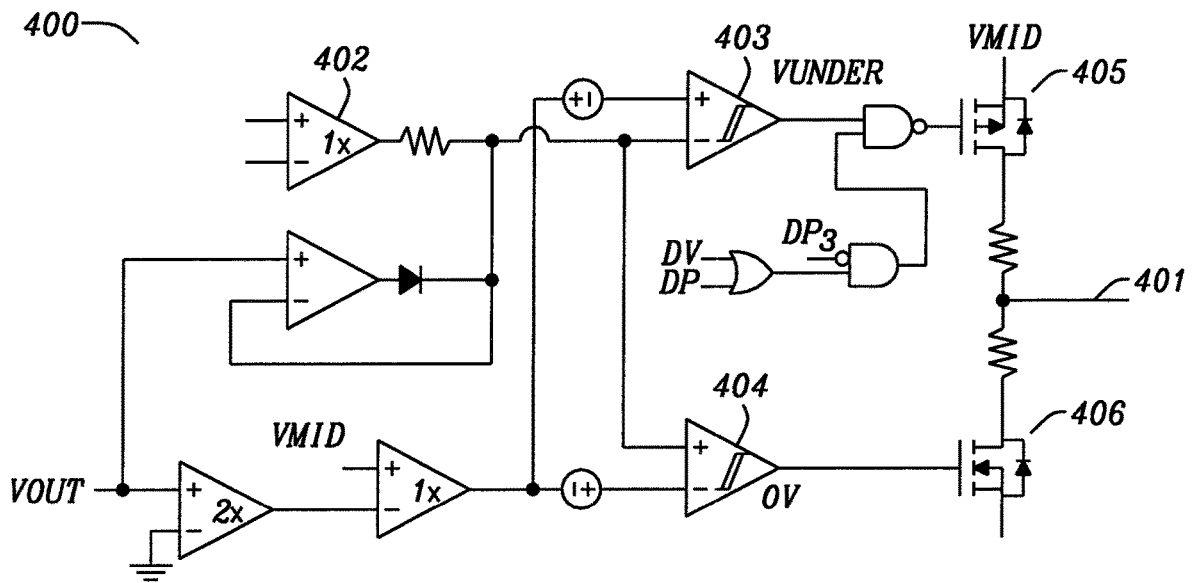 400
402
403
VMID
405
VUNDER
+
1x
−
+|
+
−
DV
DP
DP3
401
+
−
404
406
VMID
VOUT
+
2x
−
+
1x
−
|+
+
−
OV